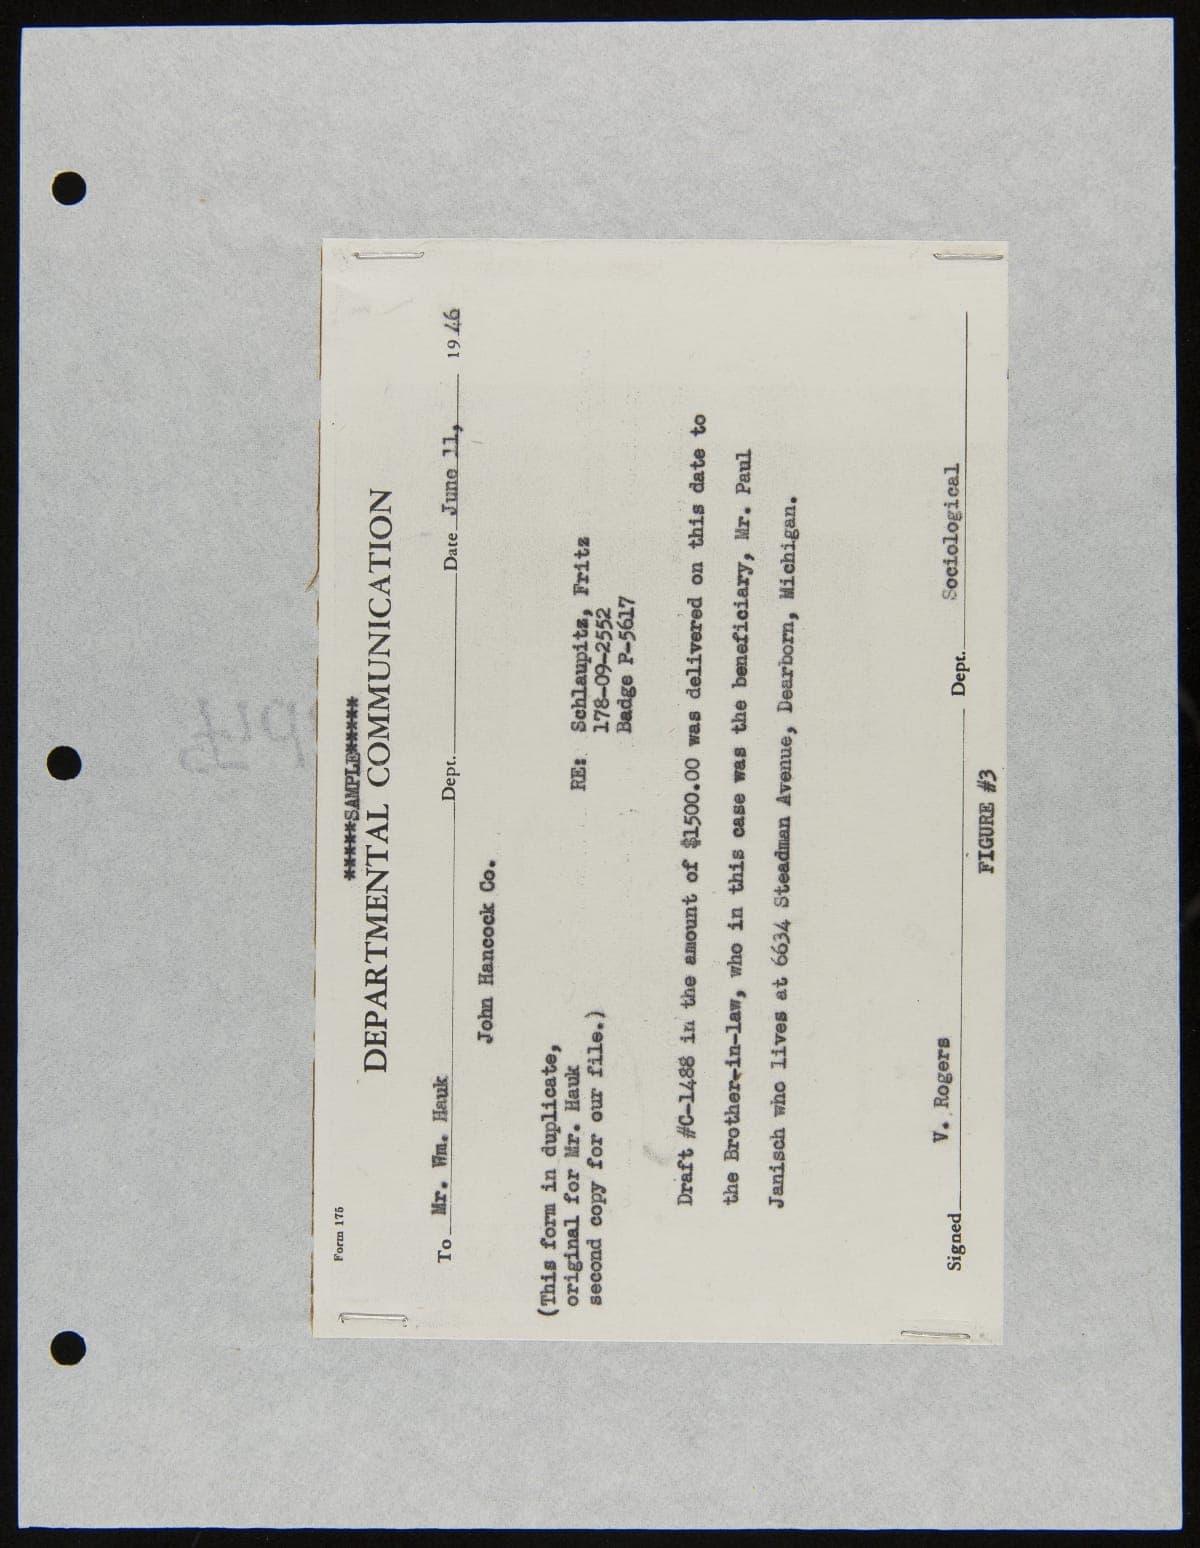 *****SAMPLE*****
Form 175
DEPARTMENTAL COMMUNICATION
To Mr. Wm. Hauk Dept. Date June 11, 1946
John Hancock Co.
(This form in duplicate,
original for Mr. Hauk
second copy for our file.)
RE: Schlaupitz, Fritz
178-09-2552
Badge P-5617
Draft #C-1488 in the amount of $1500.00 was delivered on this date to
the Brother-in-law, who in this case was the beneficiary, Mr. Paul
Janisch who lives at 6634 Steadman Avenue, Dearborn, Michigan.
Signed V. Rogers Dept. Sociological
FIGURE #3